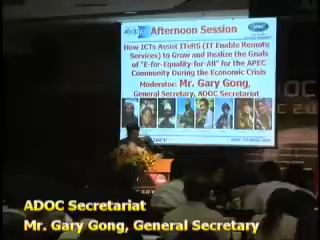 Afternoon Session
How ICTs Assist ITeRS (IT Enable Remote
Services) to Grow and Realize the Goals
of "E-for-Equality-for-All" for the APEC
Community During the Economic Crisis
Moderator: Mr. Gary Gong,
General Secretary, ADOC Secretariat
ADOC Secretariat
Mr. Gary Gong, General Secretary